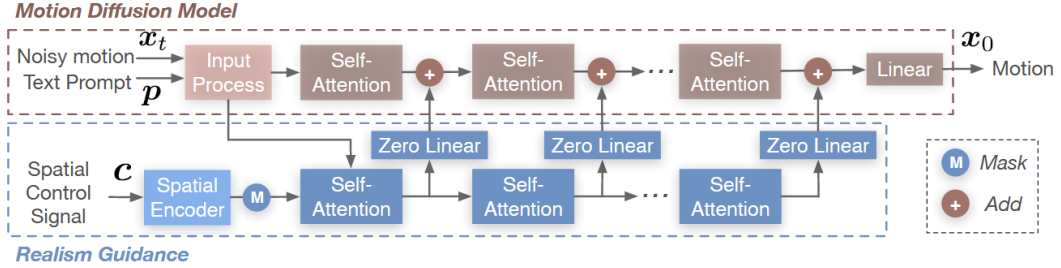 Motion Diffusion Model
Noisy motion
x_t
Text Prompt
p
Input
Process
Self-
Attention
+
Self-
Attention
+
...
Self-
Attention
+
Linear
x_0
Motion
Zero Linear
Zero Linear
Zero Linear
Spatial
Control
Signal
c
Spatial
Encoder
M
Self-
Attention
Self-
Attention
...
Self-
Attention
M
Mask
+
Add
Realism Guidance